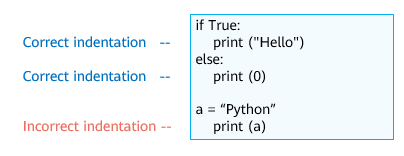 if True:
Correct indentation -- print ("Hello")
else:
Correct indentation -- print (0)
a = “Python”
Incorrect indentation -- print (a)